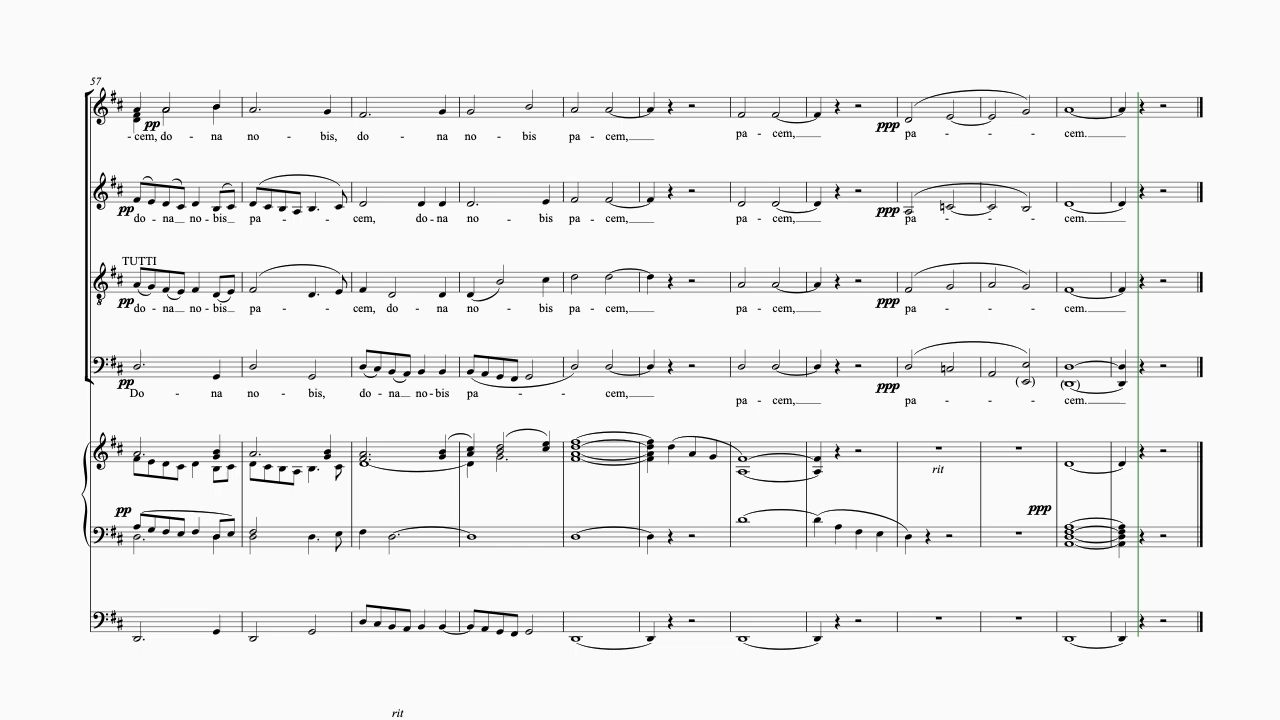 57
pp
- cem, do - na no - bis, do - na no - bis pa - cem, pa - cem, ppp pa - - - cem.
pp do - na no - bis pa - - - cem, do - na no - bis pa - cem, pa - cem, ppp pa - - - cem.
TUTTI
8
pp do - na no - bis pa - - - cem, do - na no - bis pa - cem, pa - cem, ppp pa - - - cem.
pp Do - na no - bis, do - na no - bis pa - - - cem, pa - cem, ppp pa - - - cem.
rit
pp ppp
rit